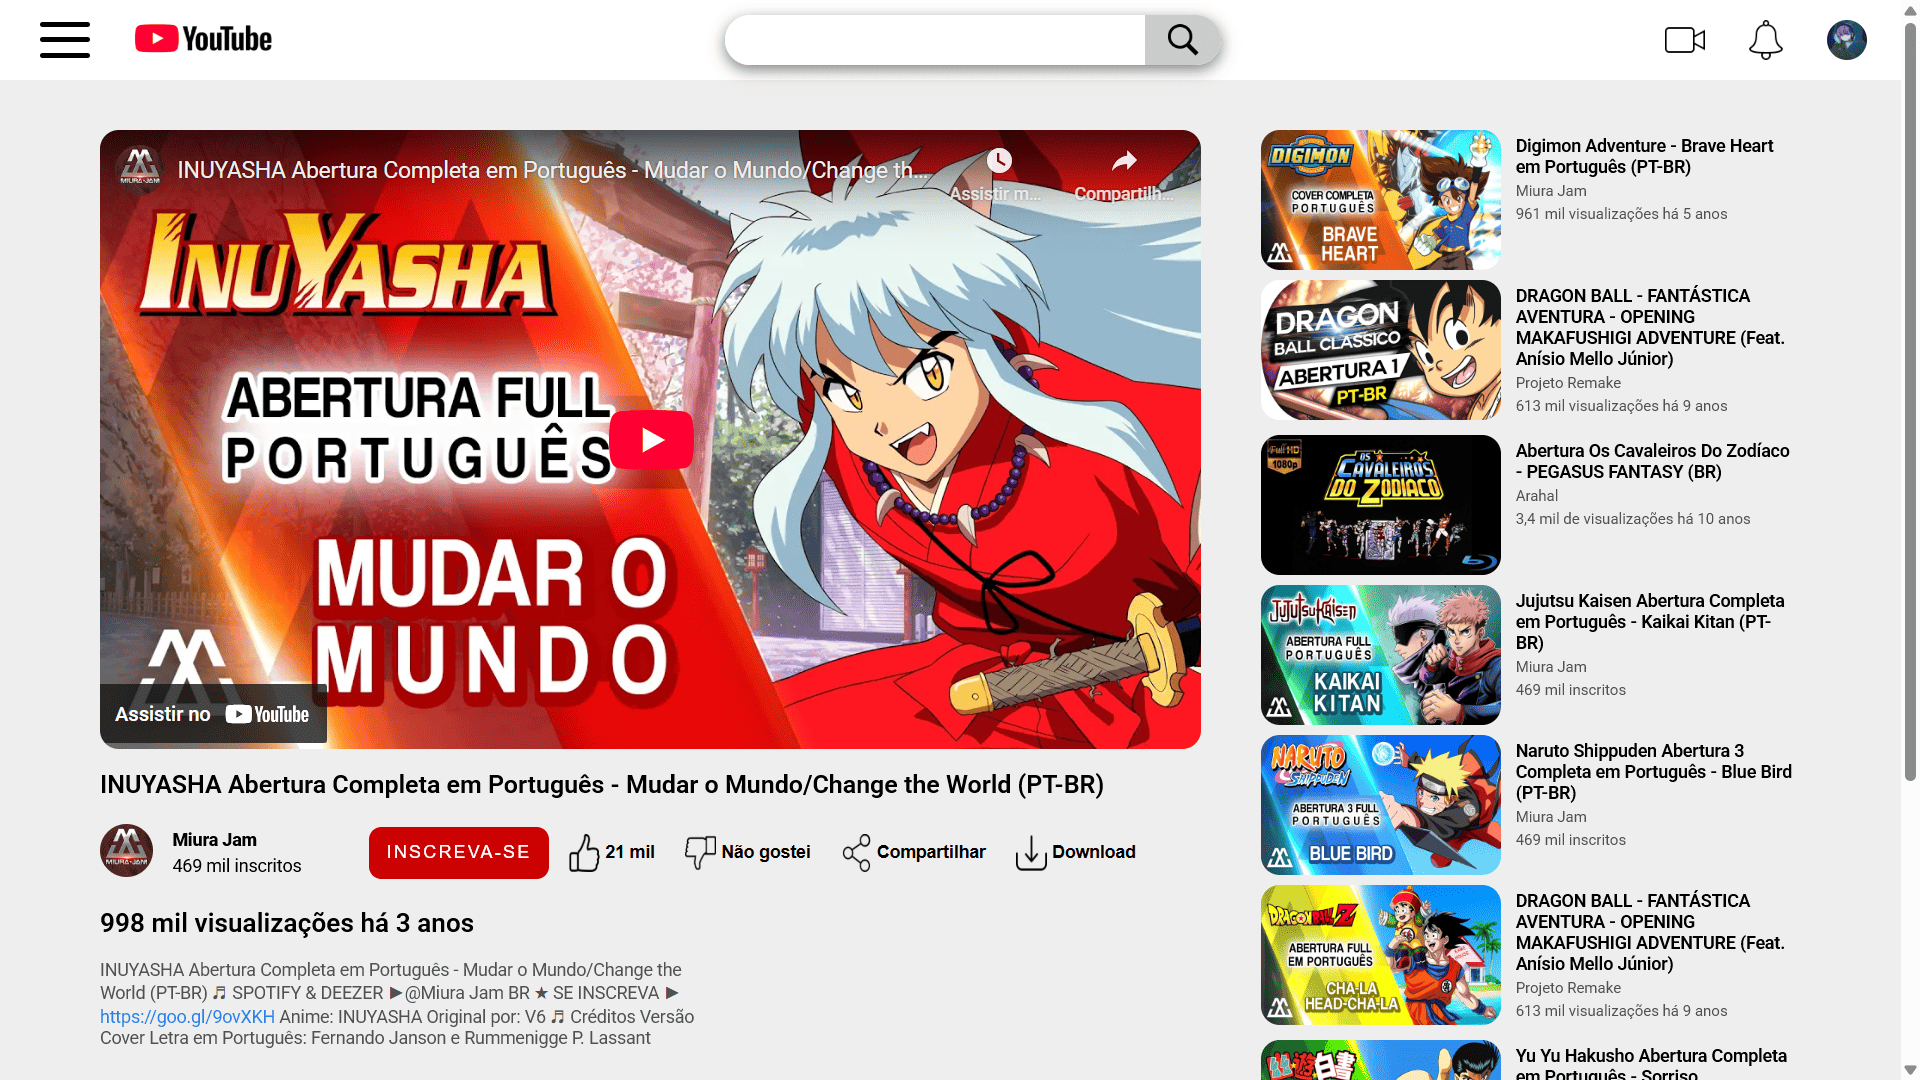 YouTube
INUYASHA Abertura Completa em Português - Mudar o Mundo/Change th...
Assistir m...
Compartilh...
MIURA-JAM
INUYASHA
ABERTURA FULL
PORTUGUÊS
MUDAR O
MUNDO
Assistir no YouTube
INUYASHA Abertura Completa em Português - Mudar o Mundo/Change the World (PT-BR)
MIURA-JAM
Miura Jam
469 mil inscritos
INSCREVA-SE
21 mil
Não gostei
Compartilhar
Download
998 mil visualizações há 3 anos
INUYASHA Abertura Completa em Português - Mudar o Mundo/Change the
World (PT-BR) ♬ SPOTIFY & DEEZER ►@Miura Jam BR ★ SE INSCREVA ►
https://goo.gl/9ovXKH Anime: INUYASHA Original por: V6 ♬ Créditos Versão
Cover Letra em Português: Fernando Janson e Rummenigge P. Lassant
DIGIMON
COVER COMPLETA
PORTUGUÊS
BRAVE
HEART
Digimon Adventure - Brave Heart
em Português (PT-BR)
Miura Jam
961 mil visualizações há 5 anos
DRAGON
BALL CLASSICO
ABERTURA 1
PT-BR
DRAGON BALL - FANTÁSTICA
AVENTURA - OPENING
MAKAFUSHIGI ADVENTURE (Feat.
Anísio Mello Júnior)
Projeto Remake
613 mil visualizações há 9 anos
Full HD
1080p
OS
CAVALEIROS
DO ZODIACO
Abertura Os Cavaleiros Do Zodíaco
- PEGASUS FANTASY (BR)
Arahal
3,4 mil de visualizações há 10 anos
JUJUTSU KAISEN
ABERTURA FULL
PORTUGUÊS
KAIKAI
KITAN
Jujutsu Kaisen Abertura Completa
em Português - Kaikai Kitan (PT-
BR)
Miura Jam
469 mil inscritos
NARUTO
SHIPPUDEN
ABERTURA 3 FULL
PORTUGUÊS
BLUE BIRD
Naruto Shippuden Abertura 3
Completa em Português - Blue Bird
(PT-BR)
Miura Jam
469 mil inscritos
DRAGON BALL Z
ABERTURA FULL
EM PORTUGUÊS
CHA-LA
HEAD-CHA-LA
DRAGON BALL - FANTÁSTICA
AVENTURA - OPENING
MAKAFUSHIGI ADVENTURE (Feat.
Anísio Mello Júnior)
Projeto Remake
613 mil visualizações há 9 anos
幽遊白書
Yu Yu Hakusho Abertura Completa
em Português - Sorriso